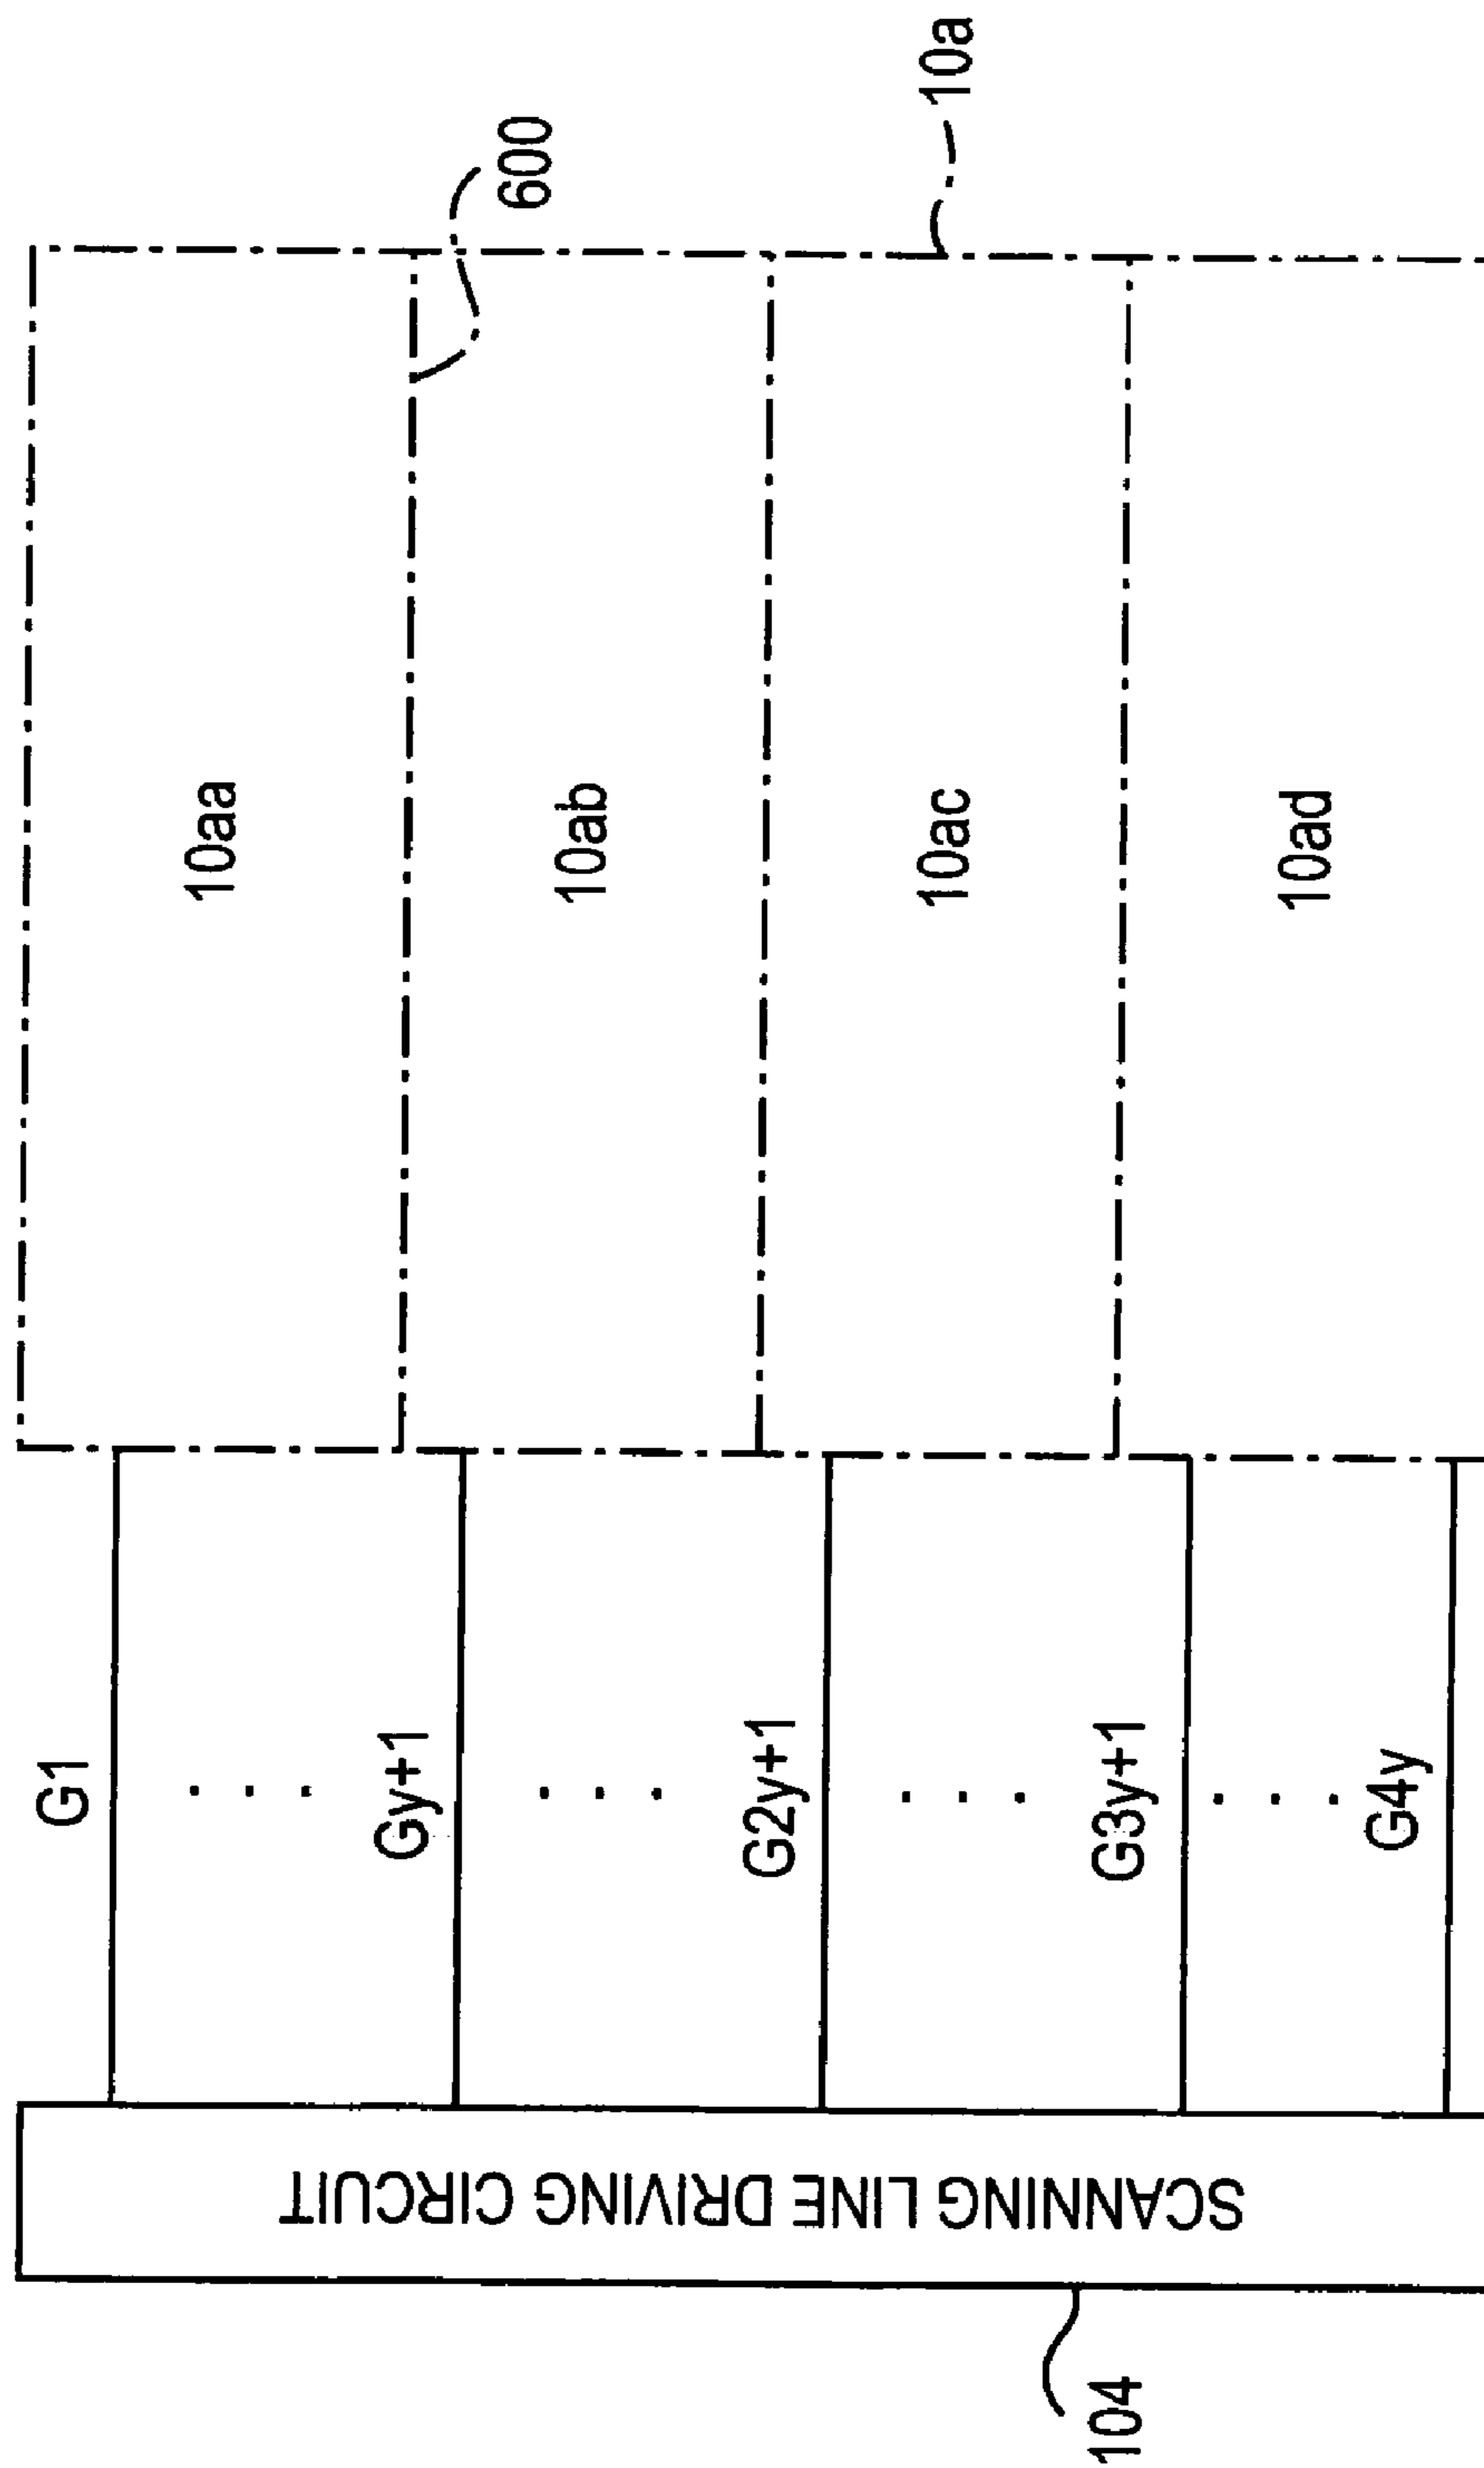 600
10a
10aa
10ab
10ac
10ad
G1
. . .
Gy+1
. . .
G2y+1
. . .
G3y+1
. . .
G4y
SCANNING LINE DRIVING CIRCUIT
104